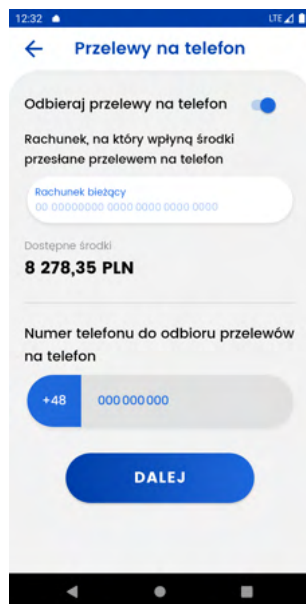 12:32 LTE
Przelewy na telefon
Odbieraj przelewy na telefon
Rachunek, na który wpłyną środki
przesłane przelewem na telefon
Rachunek bieżący
00 00000000 0000 0000 0000 0000
Dostępne środki
8 278,35 PLN
Numer telefonu do odbioru przelewów
na telefon
+48 000 000 000
DALEJ